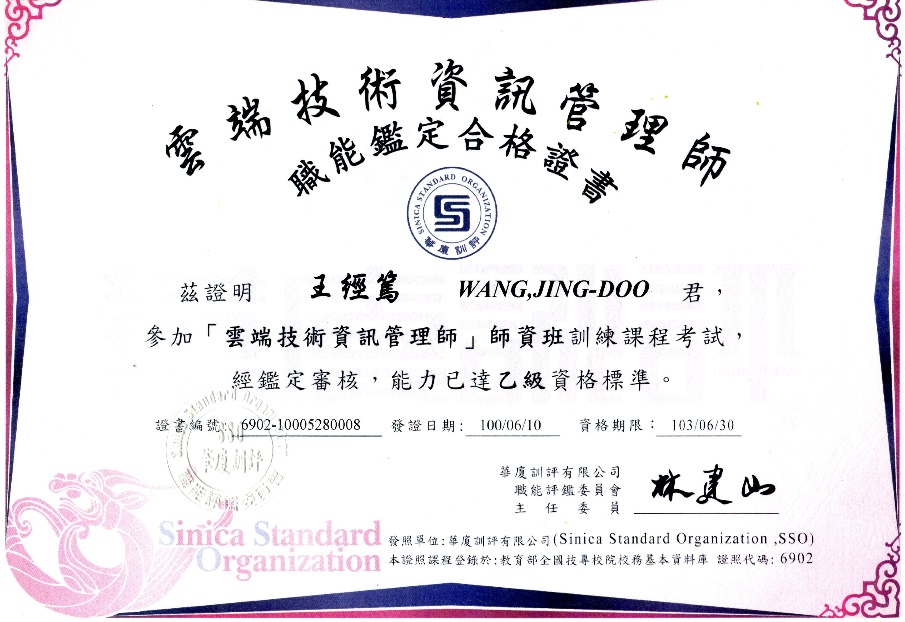 雲端技術資訊管理師
職能鑑定合格證書
SINICA STANDARD ORGANIZATION
華廈訓評
茲證明 王經篤 WANG,JING-DOO 君，
參加「雲端技術資訊管理師」師資班訓練課程考試，
經鑑定審核，能力已達乙級資格標準。
證書編號: 6902-10005280008 發證日期: 100/06/10 資格期限： 103/06/30
SSO
華廈訓評
華廈訓評有限公司
職能評鑑委員會
主任委員 林建山
Sinica Standard
Organization
發照單位:華廈訓評有限公司(Sinica Standard Organization ,SSO)
本證照課程登錄於:教育部全國技專校院校務基本資料庫 證照代碼: 6902